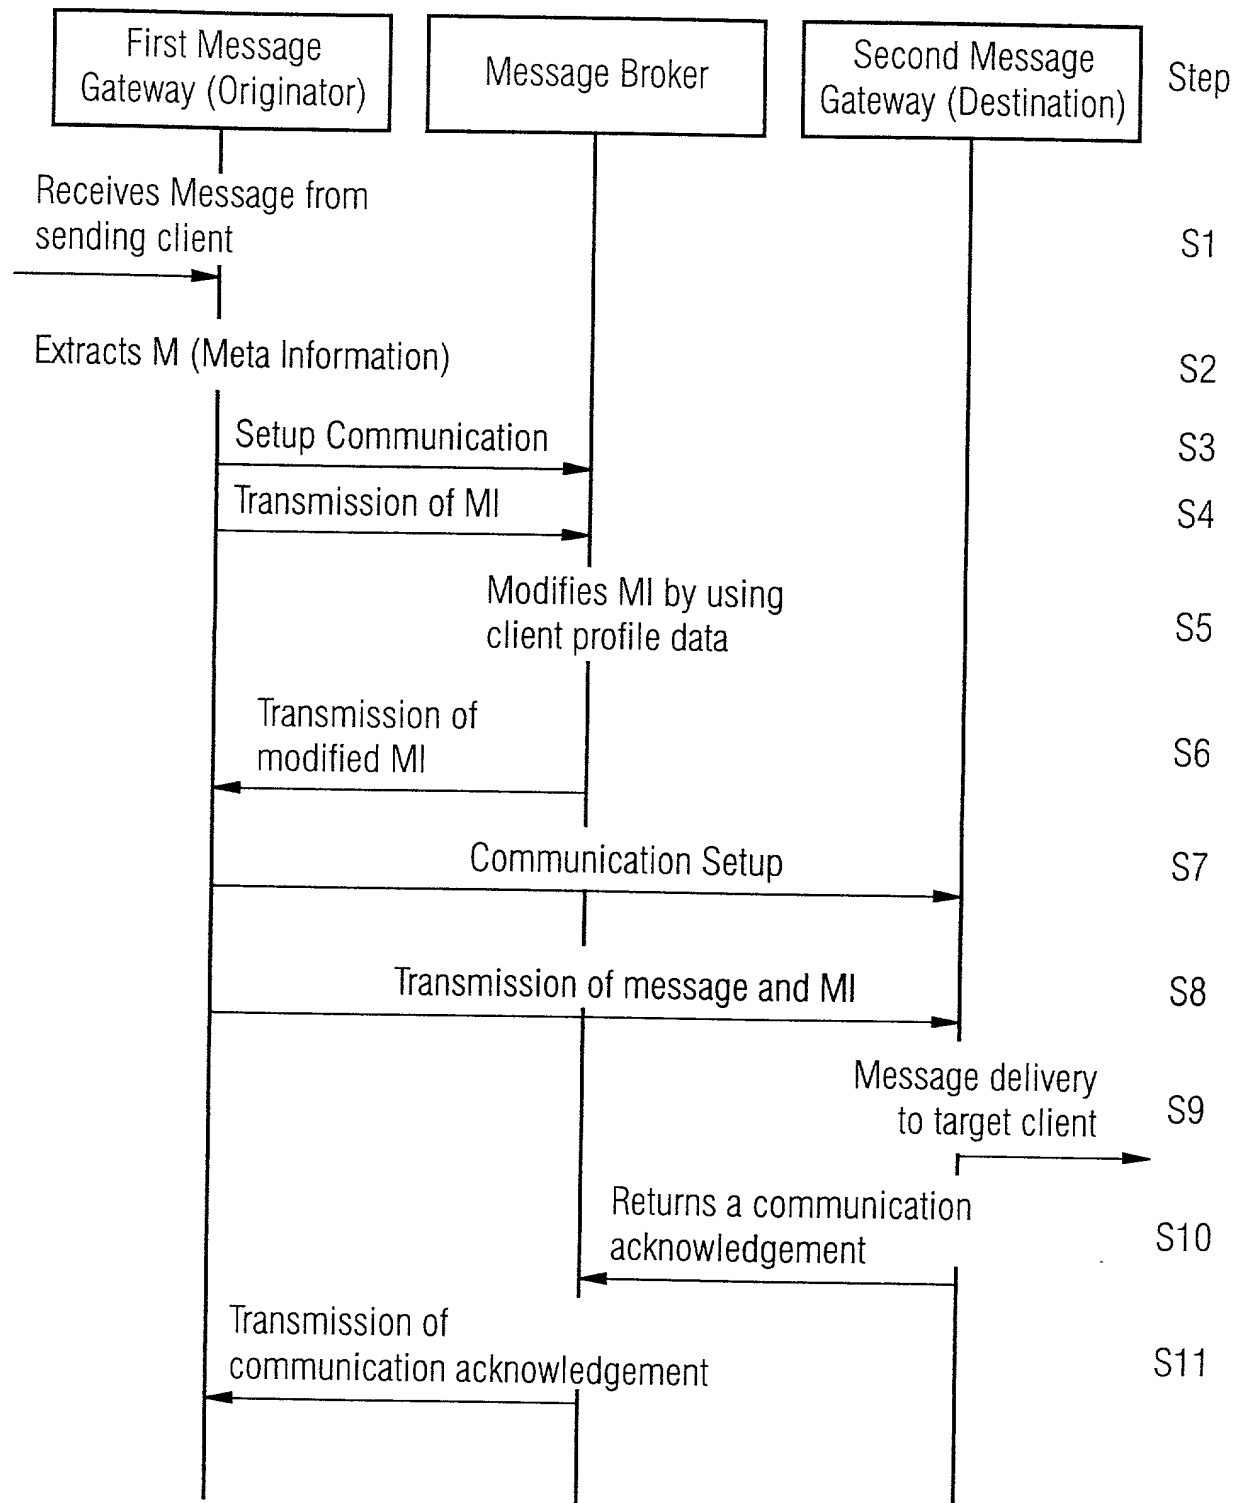 First Message
Gateway (Originator)
Message Broker
Second Message
Gateway (Destination)
Step
Receives Message from
sending client
S1
Extracts M (Meta Information)
S2
Setup Communication
S3
Transmission of MI
S4
Modifies MI by using
client profile data
S5
Transmission of
modified MI
S6
Communication Setup
S7
Transmission of message and MI
S8
Message delivery
to target client
S9
Returns a communication
acknowledgement
S10
Transmission of
communication acknowledgement
S11